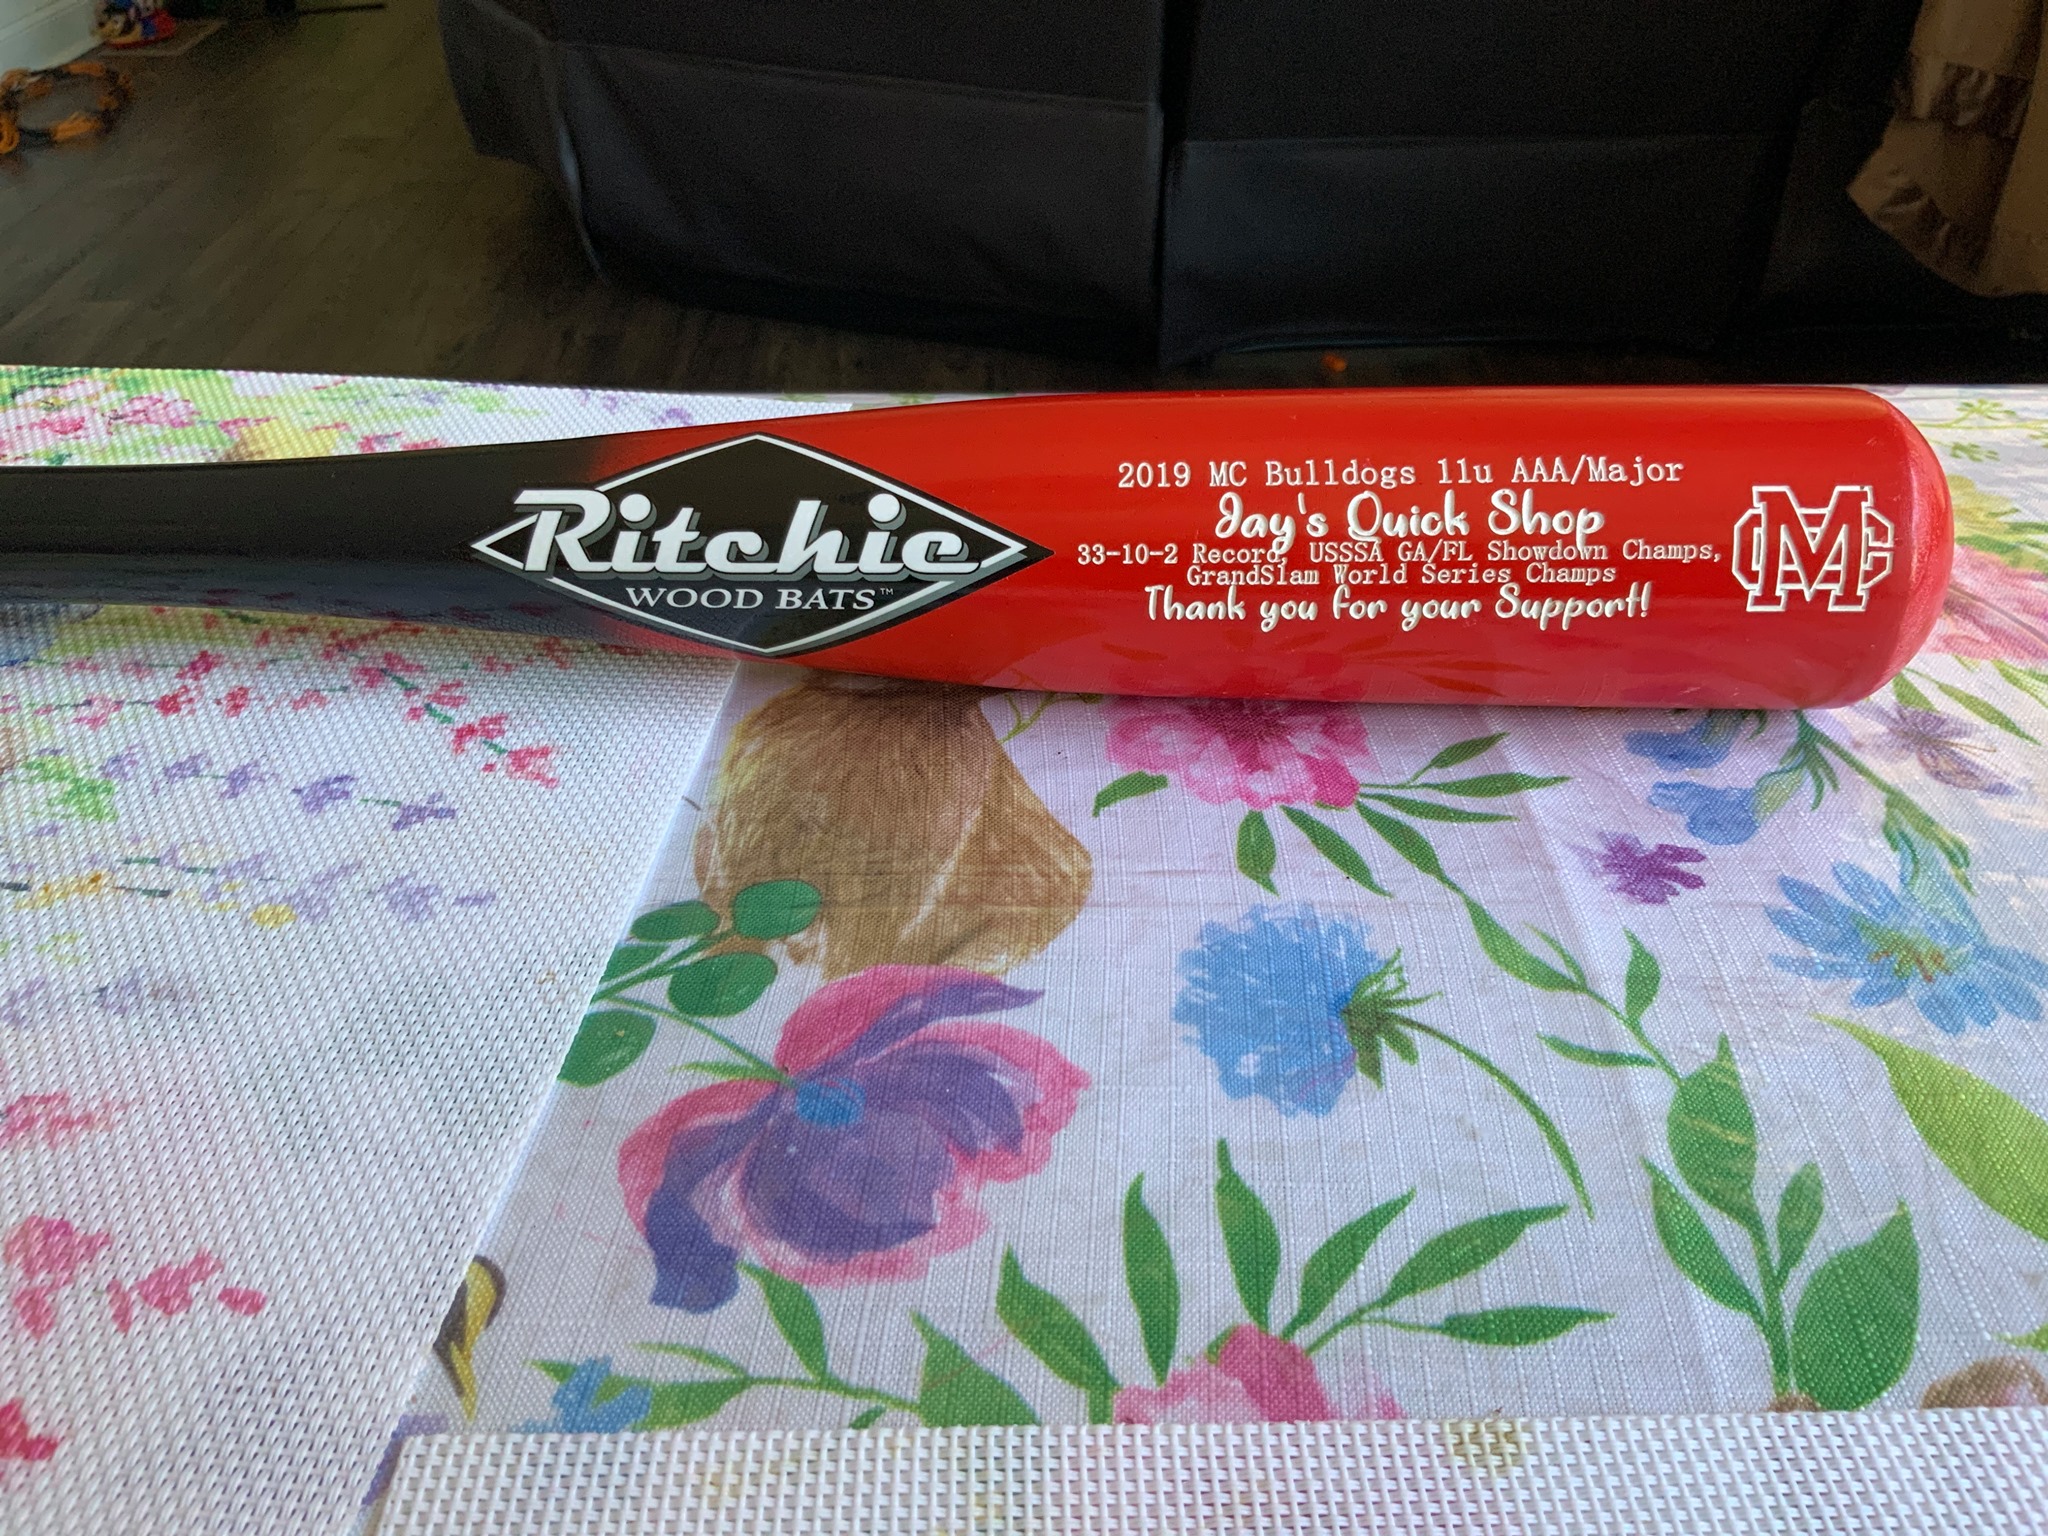 Ritchie
WOOD BATS™
2019 MC Bulldogs 11u AAA/Major
Jay's Quick Shop
33-10-2 Record, USSSA GA/FL Showdown Champs,
GrandSlam World Series Champs
Thank you for your Support!
MC